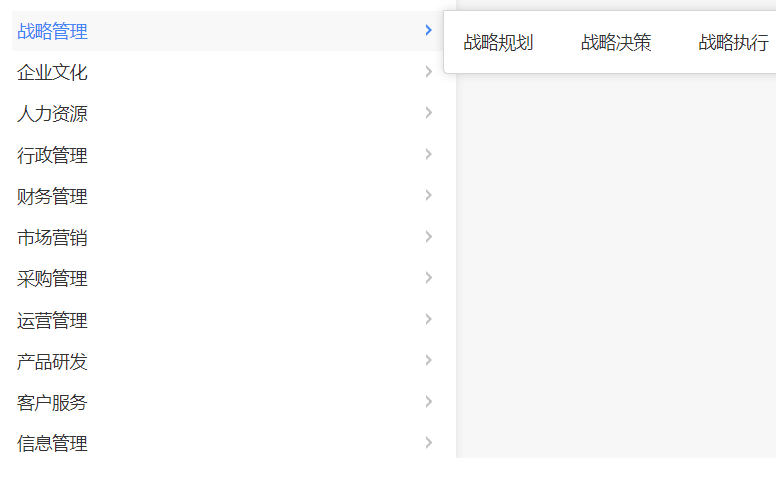 战略管理
战略规划 战略决策 战略执行
企业文化
人力资源
行政管理
财务管理
市场营销
采购管理
运营管理
产品研发
客户服务
信息管理